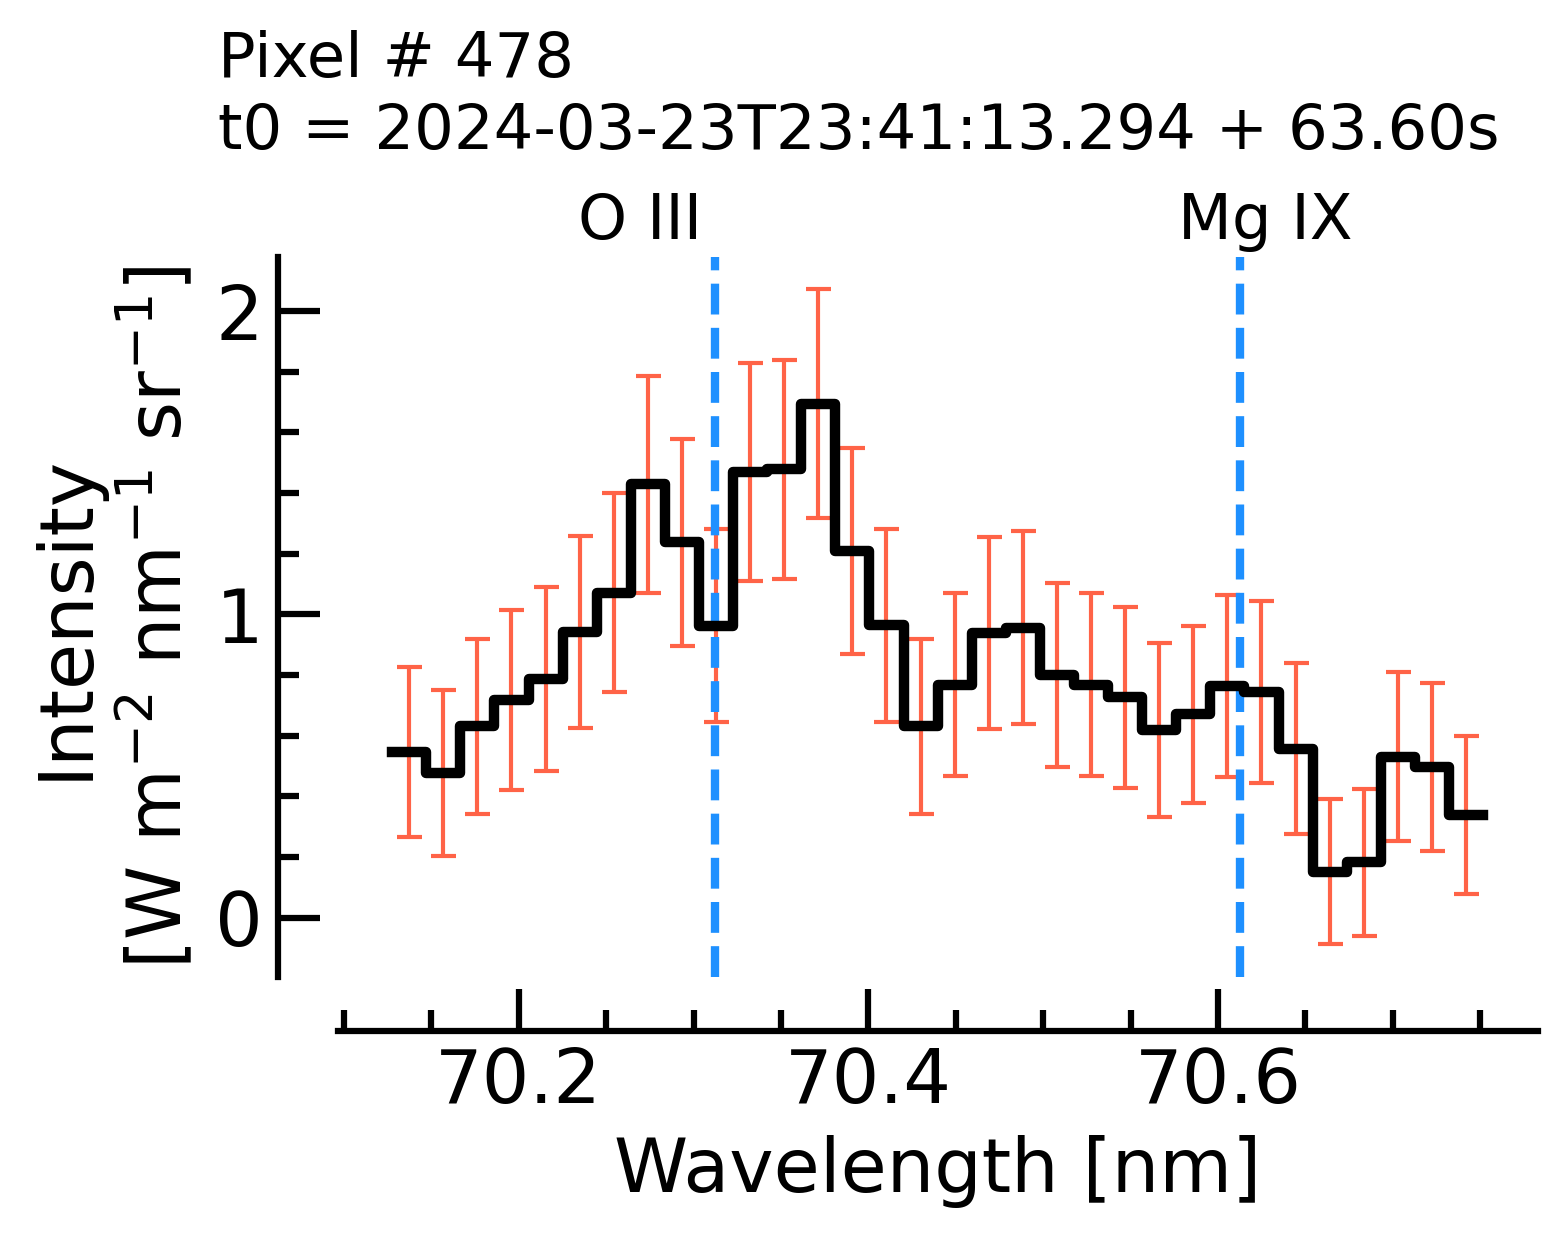 Pixel # 478
t0 = 2024-03-23T23:41:13.294 + 63.60s
O III Mg IX
Intensity
[W m⁻² nm⁻¹ sr⁻¹]
2
1
0
70.2 70.4 70.6
Wavelength [nm]